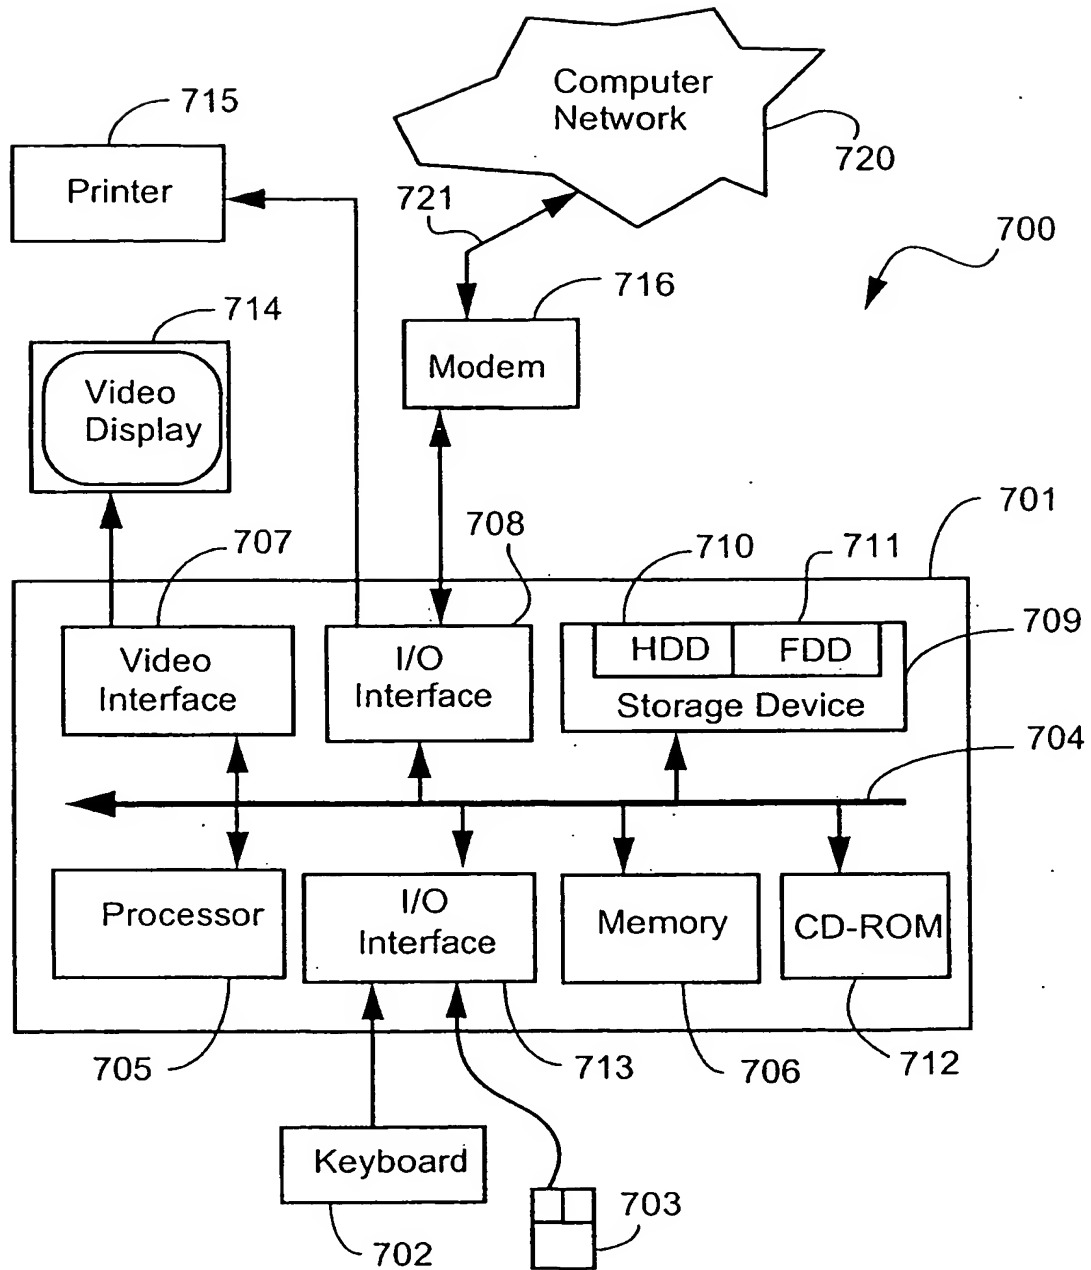 Computer
Network
720
715
Printer
721
700
716
Modem
714
Video
Display
701
707
708
710
711
709
Video
Interface
I/O
Interface
HDD
FDD
Storage Device
704
Processor
I/O
Interface
Memory
CD-ROM
705
713
706
712
Keyboard
702
703